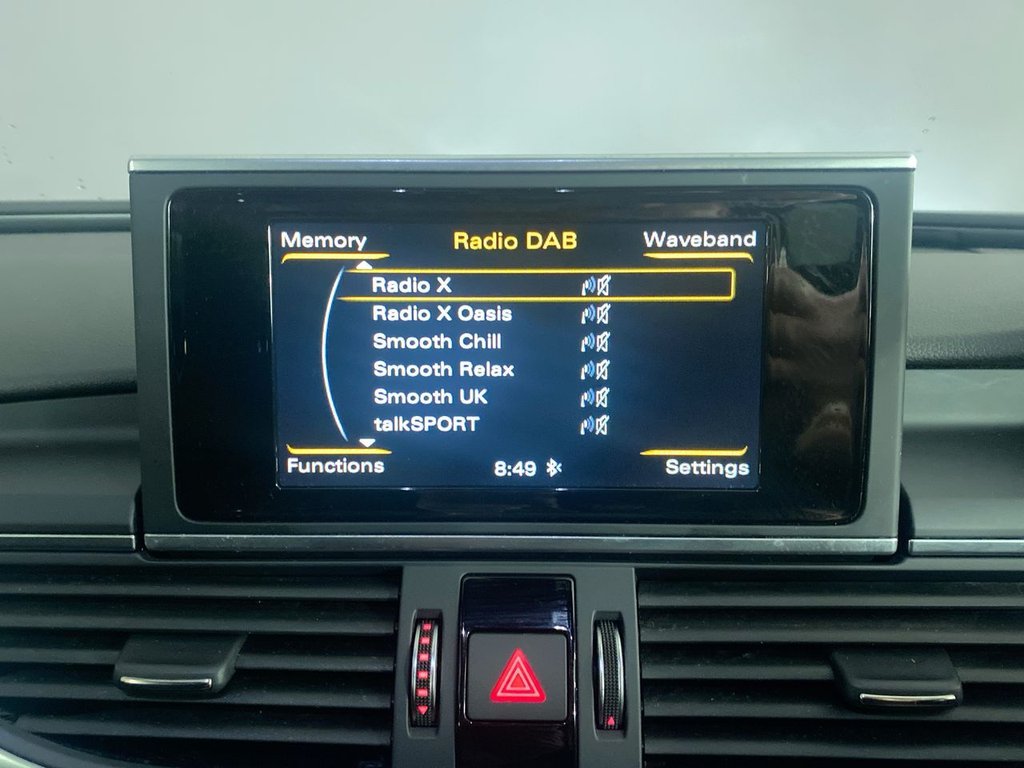 Memory Radio DAB Waveband
Radio X
Radio X Oasis
Smooth Chill
Smooth Relax
Smooth UK
talkSPORT
Functions 8:49 Settings